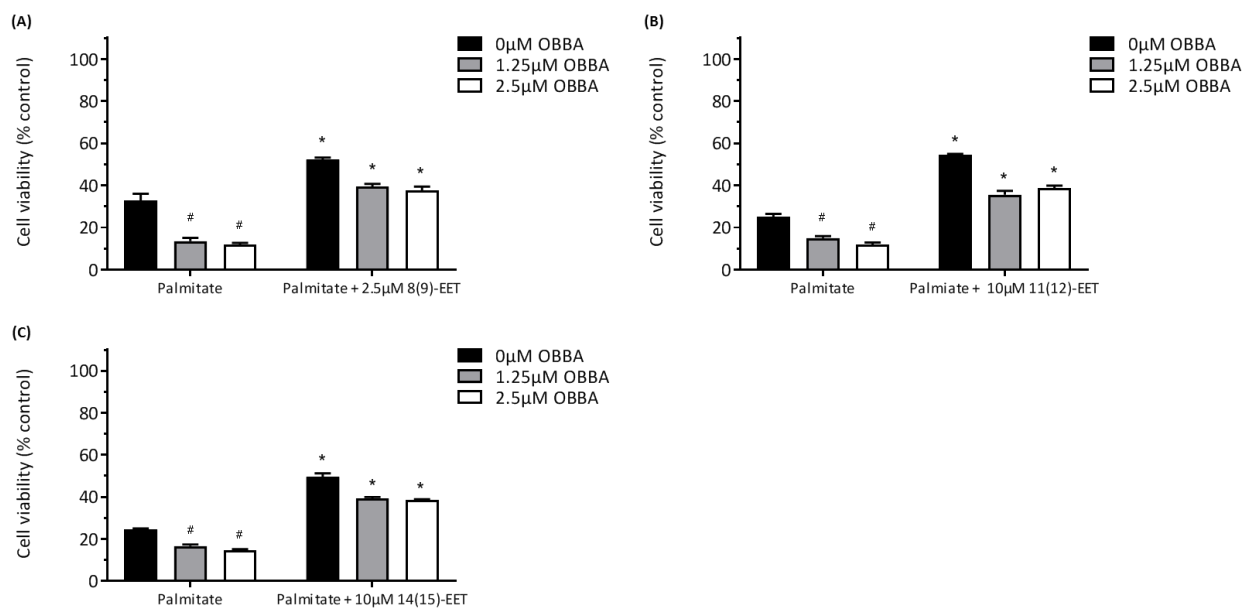 (A)
Cell viability (% control)
100
80
60
40
20
0
0µM OBBA
1.25µM OBBA
2.5µM OBBA
#
#
*
*
*
Palmitate
Palmitate + 2.5µM 8(9)-EET
(B)
Cell viability (% control)
100
80
60
40
20
0
0µM OBBA
1.25µM OBBA
2.5µM OBBA
#
#
*
*
*
Palmitate
Palmiate + 10µM 11(12)-EET
(C)
Cell viability (% control)
100
80
60
40
20
0
0µM OBBA
1.25µM OBBA
2.5µM OBBA
#
#
*
*
*
Palmitate
Palmitate + 10µM 14(15)-EET